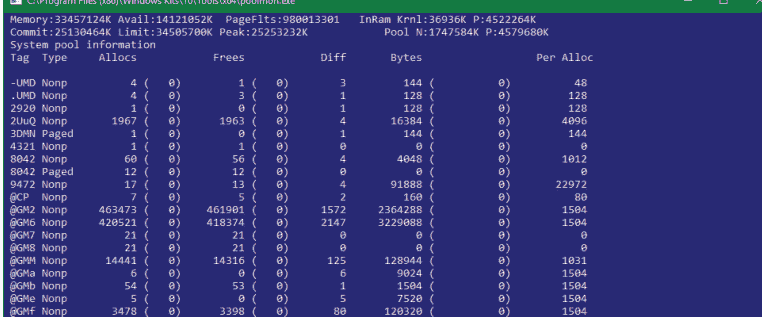 C:\Program Files (x86)\Windows Kits\10\Tools\x64\poolmon.exe
Memory:33457124K Avail:14121052K PageFlts:980013301 InRam Krnl:36936K P:4522264K
Commit:25130464K Limit:34505700K Peak:25253232K Pool N:1747584K P:4579680K
System pool information
Tag Type Allocs Frees Diff Bytes Per Alloc
-UMD Nonp 4 ( 0) 1 ( 0) 3 144 ( 0) 48
.UMD Nonp 4 ( 0) 3 ( 0) 1 128 ( 0) 128
2920 Nonp 1 ( 0) 0 ( 0) 1 128 ( 0) 128
2UuQ Nonp 1967 ( 0) 1963 ( 0) 4 16384 ( 0) 4096
3DMN Paged 1 ( 0) 0 ( 0) 1 144 ( 0) 144
4321 Nonp 1 ( 0) 1 ( 0) 0 0 ( 0) 0
8042 Nonp 60 ( 0) 56 ( 0) 4 4048 ( 0) 1012
8042 Paged 12 ( 0) 12 ( 0) 0 0 ( 0) 0
9472 Nonp 17 ( 0) 13 ( 0) 4 91888 ( 0) 22972
@CP Nonp 7 ( 0) 5 ( 0) 2 160 ( 0) 80
@GM2 Nonp 463473 ( 0) 461901 ( 0) 1572 2364288 ( 0) 1504
@GM6 Nonp 420521 ( 0) 418374 ( 0) 2147 3229088 ( 0) 1504
@GM7 Nonp 21 ( 0) 21 ( 0) 0 0 ( 0) 0
@GM8 Nonp 21 ( 0) 21 ( 0) 0 0 ( 0) 0
@GMM Nonp 14441 ( 0) 14316 ( 0) 125 128944 ( 0) 1031
@GMa Nonp 6 ( 0) 0 ( 0) 6 9024 ( 0) 1504
@GMb Nonp 54 ( 0) 53 ( 0) 1 1504 ( 0) 1504
@GMe Nonp 5 ( 0) 0 ( 0) 5 7520 ( 0) 1504
@GMf Nonp 3478 ( 0) 3398 ( 0) 80 120320 ( 0) 1504